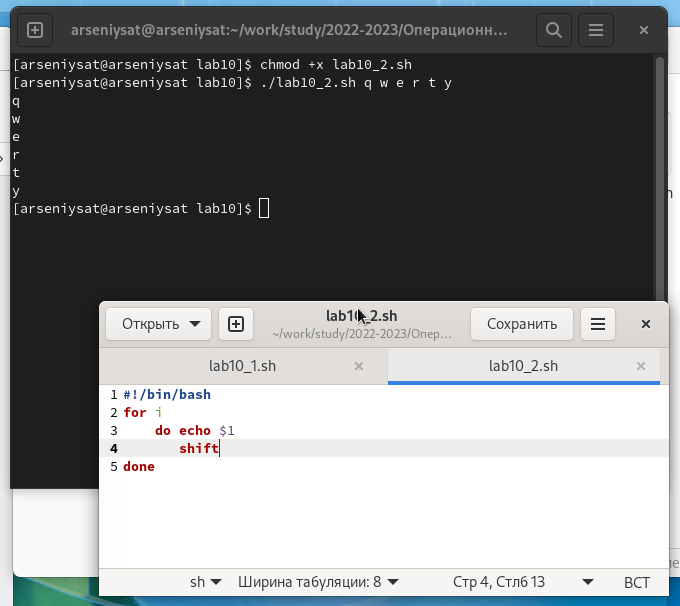 arseniysat@arseniysat:~/work/study/2022-2023/Операционн…
[arseniysat@arseniysat lab10]$ chmod +x lab10_2.sh
[arseniysat@arseniysat lab10]$ ./lab10_2.sh q w e r t y
q
w
e
r
t
y
[arseniysat@arseniysat lab10]$
Открыть
lab10_2.sh
~/work/study/2022-2023/Опер…
Сохранить
lab10_1.sh
lab10_2.sh
1 #!/bin/bash
2 for i
3     do echo $1
4        shift
5 done
sh
Ширина табуляции: 8
Стр 4, Стлб 13
ВСТ